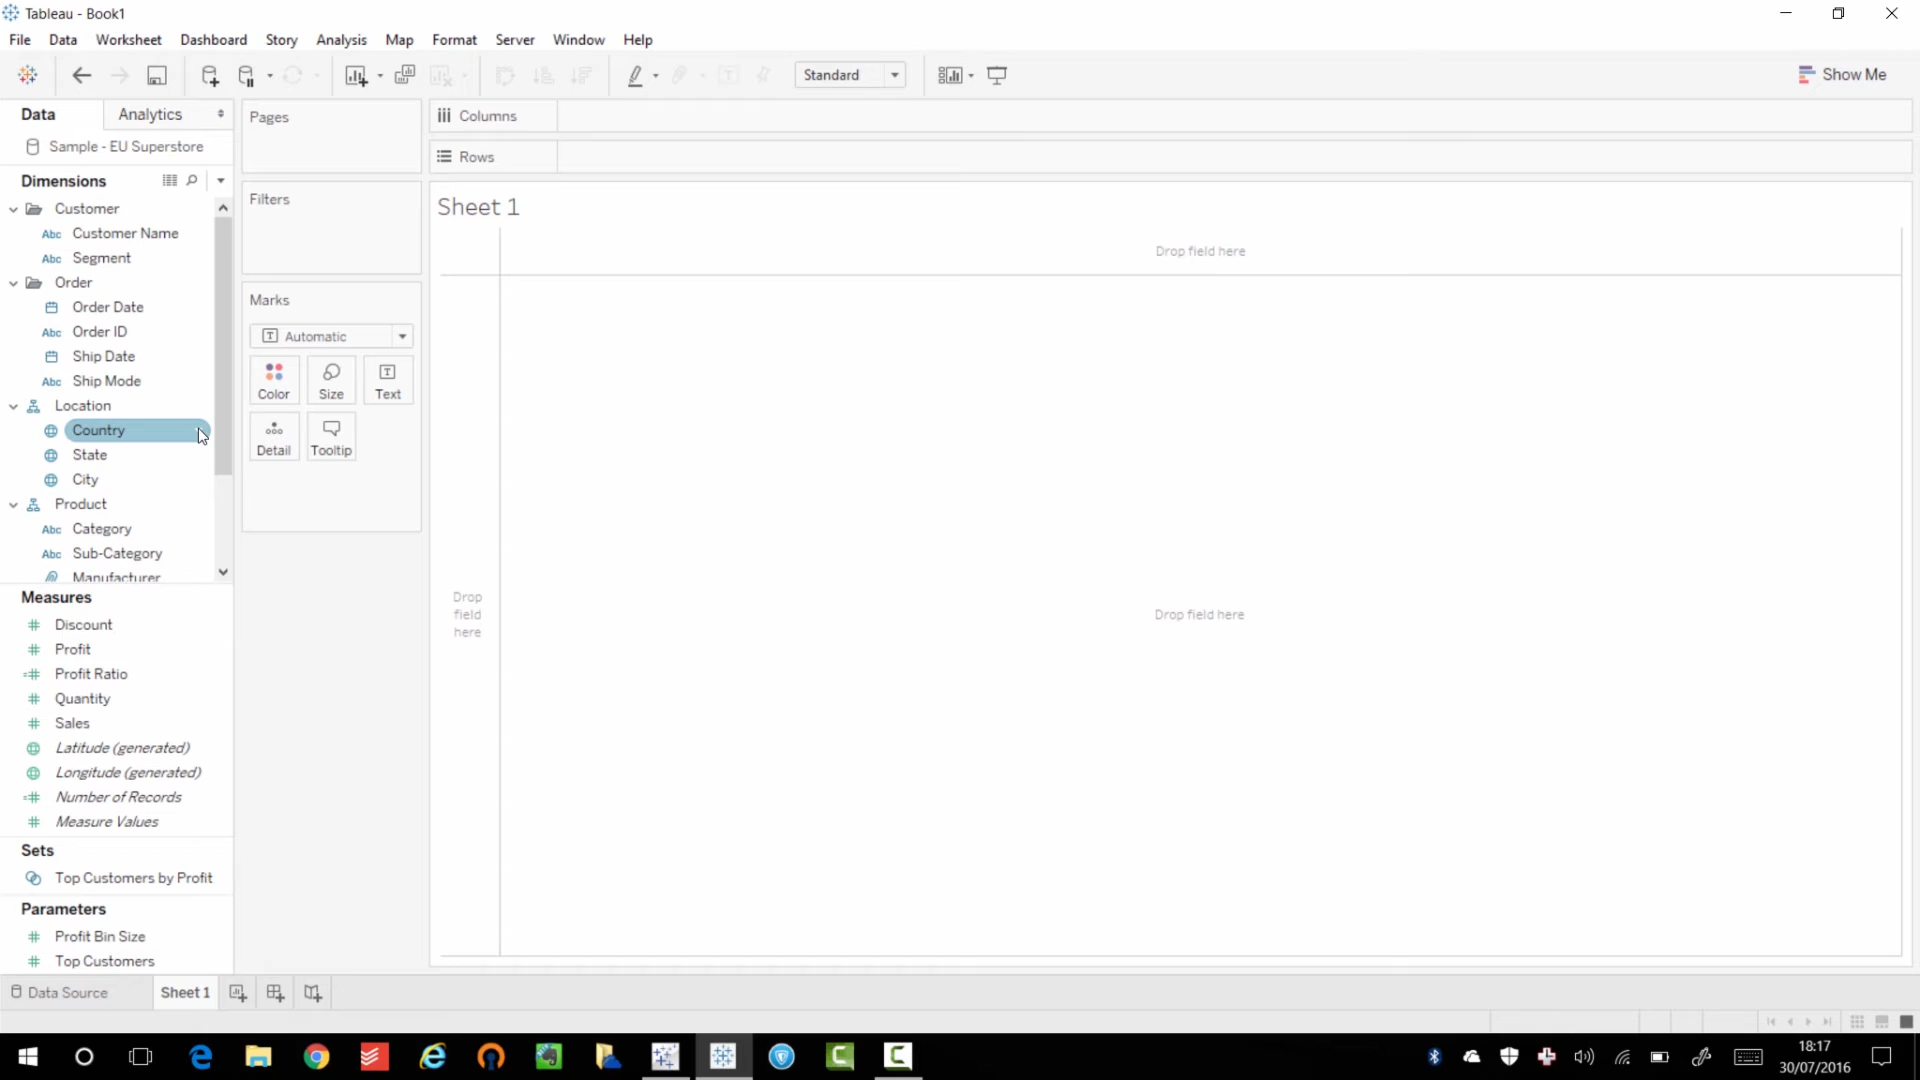 Tableau - Book1
File Data Worksheet Dashboard Story Analysis Map Format Server Window Help
Standard
Show Me
Data Analytics
Sample - EU Superstore
Dimensions
Customer
Abc Customer Name
Abc Segment
Order
Order Date
Abc Order ID
Ship Date
Abc Ship Mode
Location
Country
State
City
Product
Abc Category
Abc Sub-Category
Manufacturer
Measures
# Discount
# Profit
=# Profit Ratio
# Quantity
# Sales
Latitude (generated)
Longitude (generated)
=# Number of Records
# Measure Values
Sets
Top Customers by Profit
Parameters
# Profit Bin Size
# Top Customers
Pages
Filters
Marks
T Automatic
Color Size Text
Detail Tooltip
Columns
Rows
Sheet 1
Drop field here
Drop
field
here
Drop field here
Data Source Sheet 1
18:17
30/07/2016